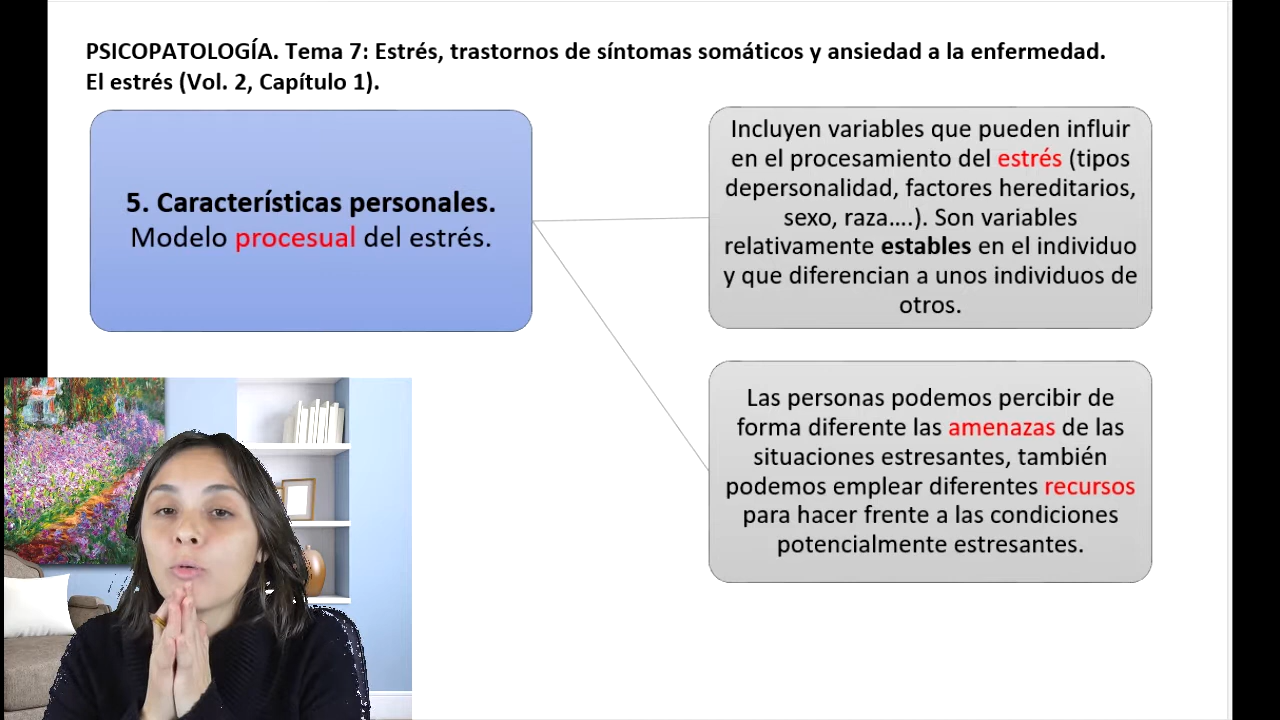 PSICOPATOLOGÍA. Tema 7: Estrés, trastornos de síntomas somáticos y ansiedad a la enfermedad.
El estrés (Vol. 2, Capítulo 1).
5. Características personales.
Modelo procesual del estrés.
Incluyen variables que pueden influir
en el procesamiento del estrés (tipos
depersonalidad, factores hereditarios,
sexo, raza....). Son variables
relativamente estables en el individuo
y que diferencian a unos individuos de
otros.
Las personas podemos percibir de
forma diferente las amenazas de las
situaciones estresantes, también
podemos emplear diferentes recursos
para hacer frente a las condiciones
potencialmente estresantes.